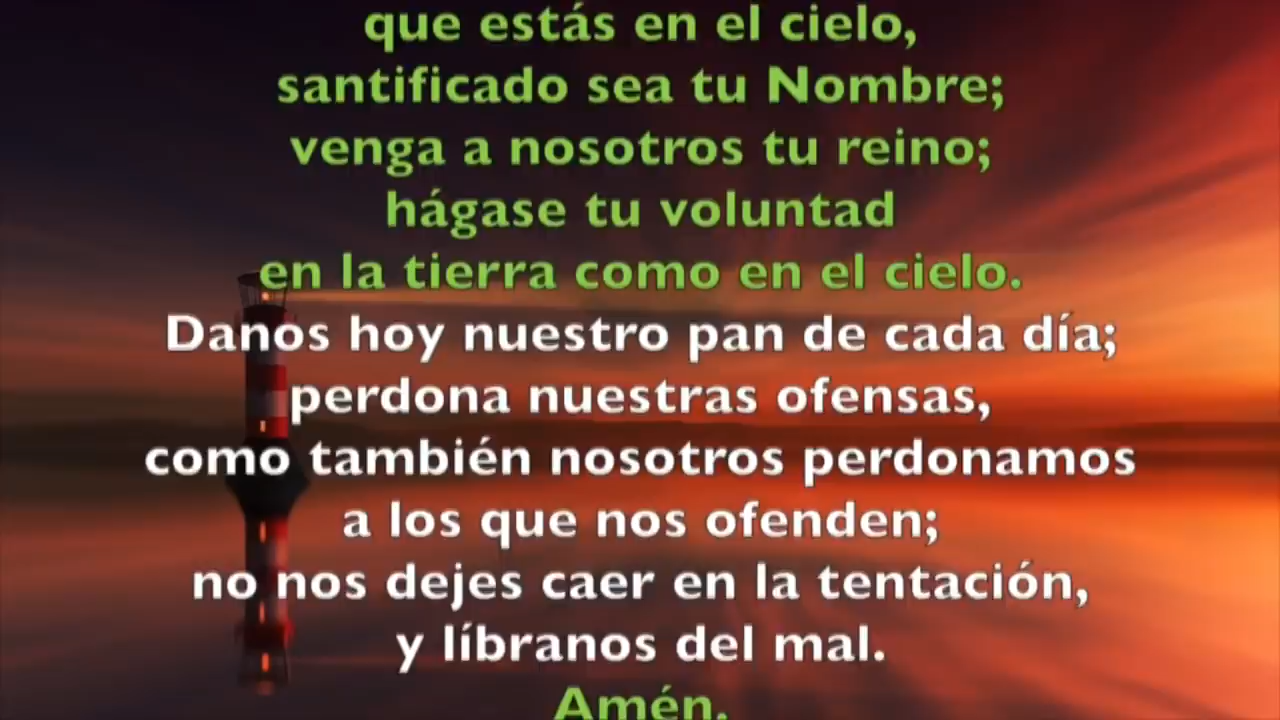 que estás en el cielo,
santificado sea tu Nombre;
venga a nosotros tu reino;
hágase tu voluntad
en la tierra como en el cielo.
Danos hoy nuestro pan de cada día;
perdona nuestras ofensas,
como también nosotros perdonamos
a los que nos ofenden;
no nos dejes caer en la tentación,
y líbranos del mal.
Amén.